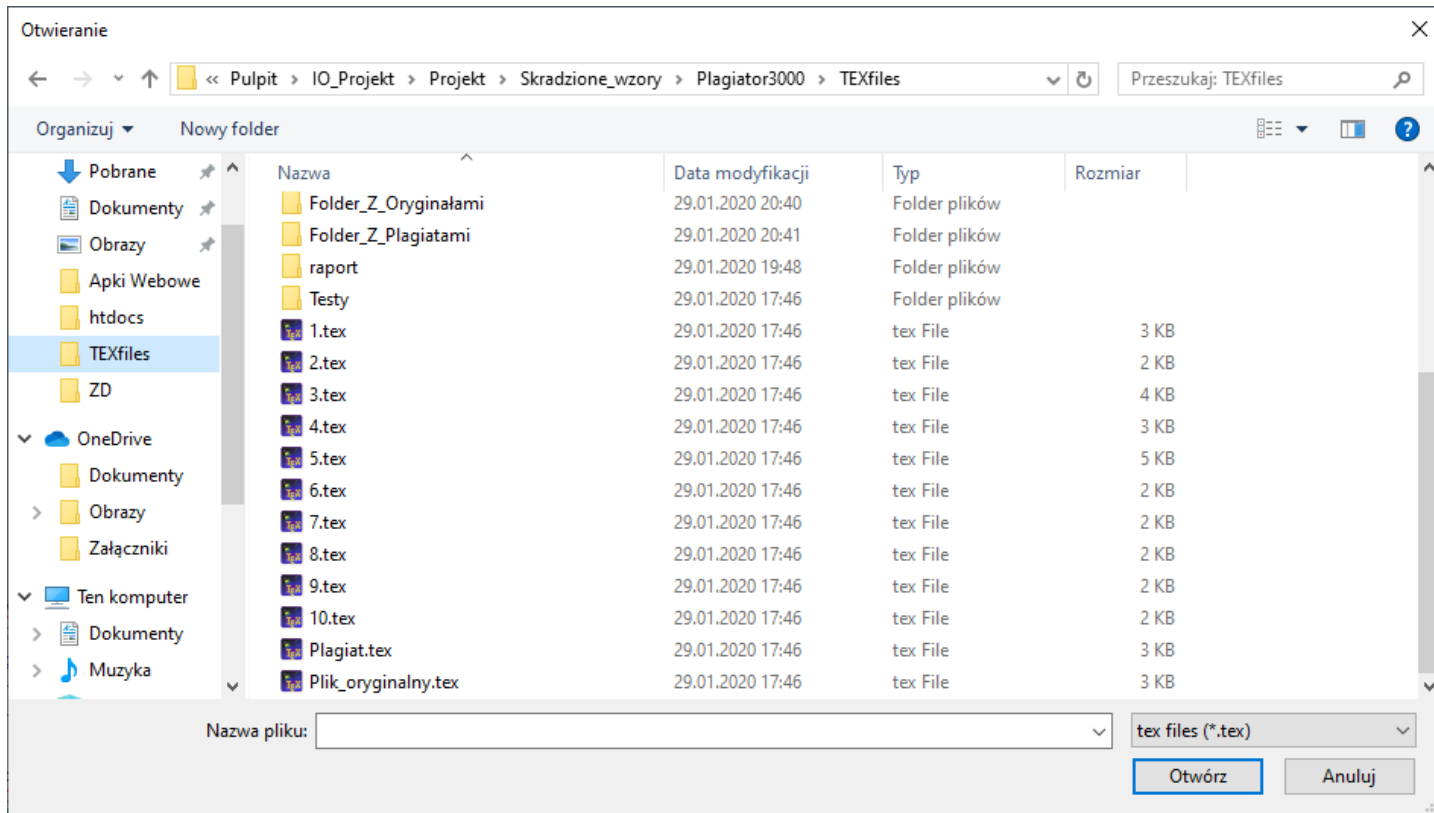 Otwieranie
« Pulpit > IO_Projekt > Projekt > Skradzione_wzory > Plagiator3000 > TEXfiles Przeszukaj: TEXfiles
Organizuj Nowy folder
Pobrane
Dokumenty
Obrazy
Apki Webowe
htdocs
TEXfiles
ZD
OneDrive
Dokumenty
Obrazy
Załączniki
Ten komputer
Dokumenty
Muzyka
Nazwa Data modyfikacji Typ Rozmiar
Folder_Z_Oryginałami 29.01.2020 20:40 Folder plików
Folder_Z_Plagiatami 29.01.2020 20:41 Folder plików
raport 29.01.2020 19:48 Folder plików
Testy 29.01.2020 17:46 Folder plików
1.tex 29.01.2020 17:46 tex File 3 KB
2.tex 29.01.2020 17:46 tex File 2 KB
3.tex 29.01.2020 17:46 tex File 4 KB
4.tex 29.01.2020 17:46 tex File 3 KB
5.tex 29.01.2020 17:46 tex File 5 KB
6.tex 29.01.2020 17:46 tex File 2 KB
7.tex 29.01.2020 17:46 tex File 2 KB
8.tex 29.01.2020 17:46 tex File 2 KB
9.tex 29.01.2020 17:46 tex File 2 KB
10.tex 29.01.2020 17:46 tex File 2 KB
Plagiat.tex 29.01.2020 17:46 tex File 3 KB
Plik_oryginalny.tex 29.01.2020 17:46 tex File 3 KB
Nazwa pliku: tex files (*.tex)
Otwórz Anuluj